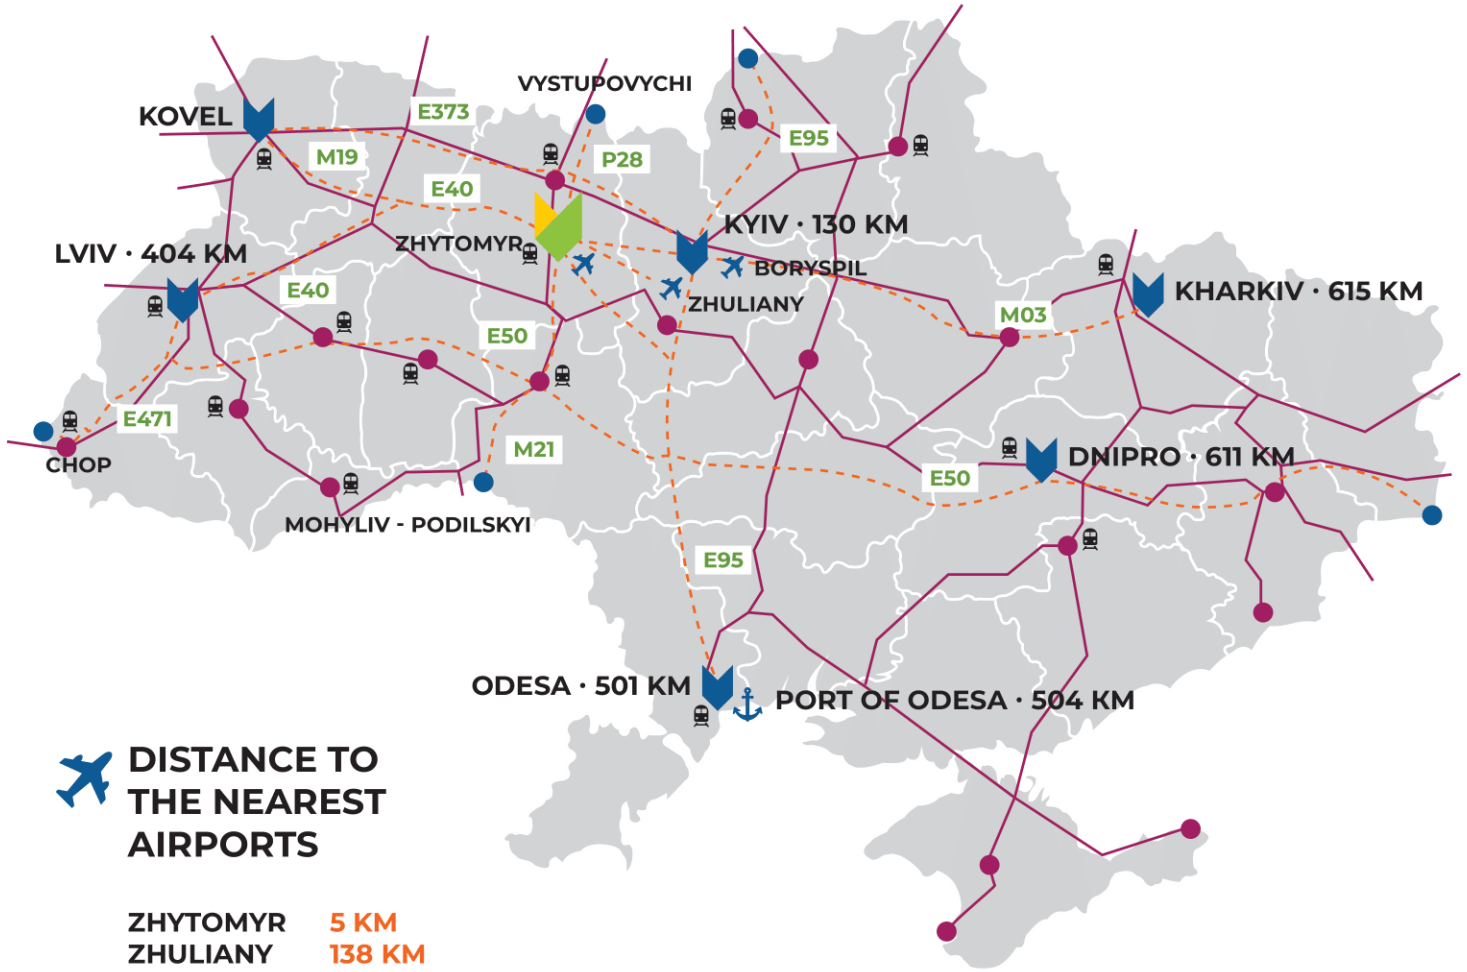 VYSTUPOVYCHI
KOVEL
E373
E95
M19
P28
E40
KYIV · 130 KM
ZHYTOMYR
LVIV · 404 KM
BORYSPIL
E40
ZHULIANY
KHARKIV · 615 KM
M03
E50
E471
M21
CHOP
DNIPRO · 611 KM
E50
MOHYLIV - PODILSKYI
E95
ODESA · 501 KM
PORT OF ODESA · 504 KM
DISTANCE TO
THE NEAREST
AIRPORTS
ZHYTOMYR 5 KM
ZHULIANY 138 KM